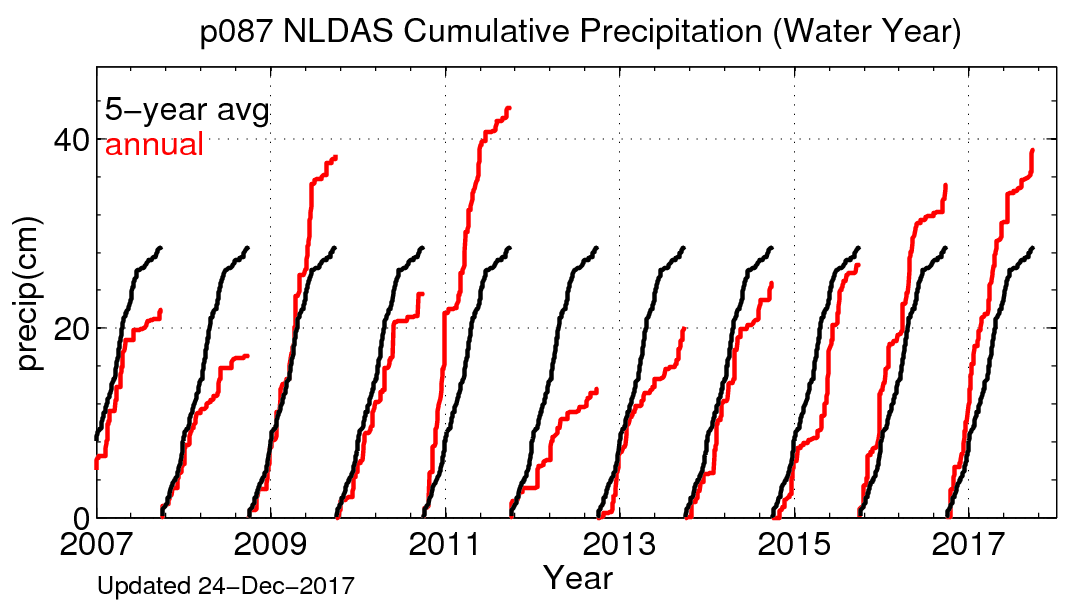 p087 NLDAS Cumulative Precipitation (Water Year)
5-year avg
annual
40
20
0
precip(cm)
2007 2009 2011 2013 2015 2017
Year
Updated 24-Dec-2017